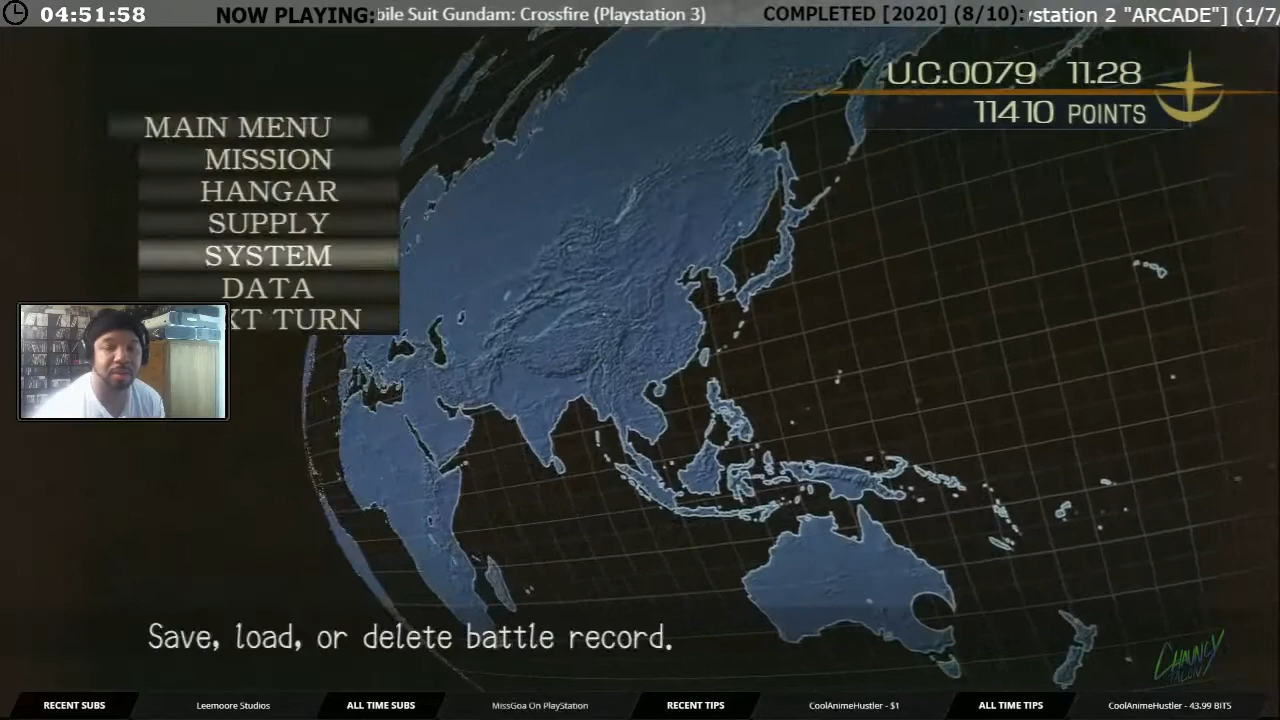 04:51:58
NOW PLAYING:
bile Suit Gundam: Crossfire (Playstation 3)
COMPLETED [2020] (8/10):
ystation 2 "ARCADE"] (1/7/
U.C.0079 11.28
11410 POINTS
MAIN MENU
MISSION
HANGAR
SUPPLY
SYSTEM
DATA
XT TURN
Save, load, or delete battle record.
CHAUNCY
TALON
RECENT SUBS
Leemoore Studios
ALL TIME SUBS
MissGoa On PlayStation
RECENT TIPS
CoolAnimeHustler - $1
ALL TIME TIPS
CoolAnimeHustler - 43.99 BITS